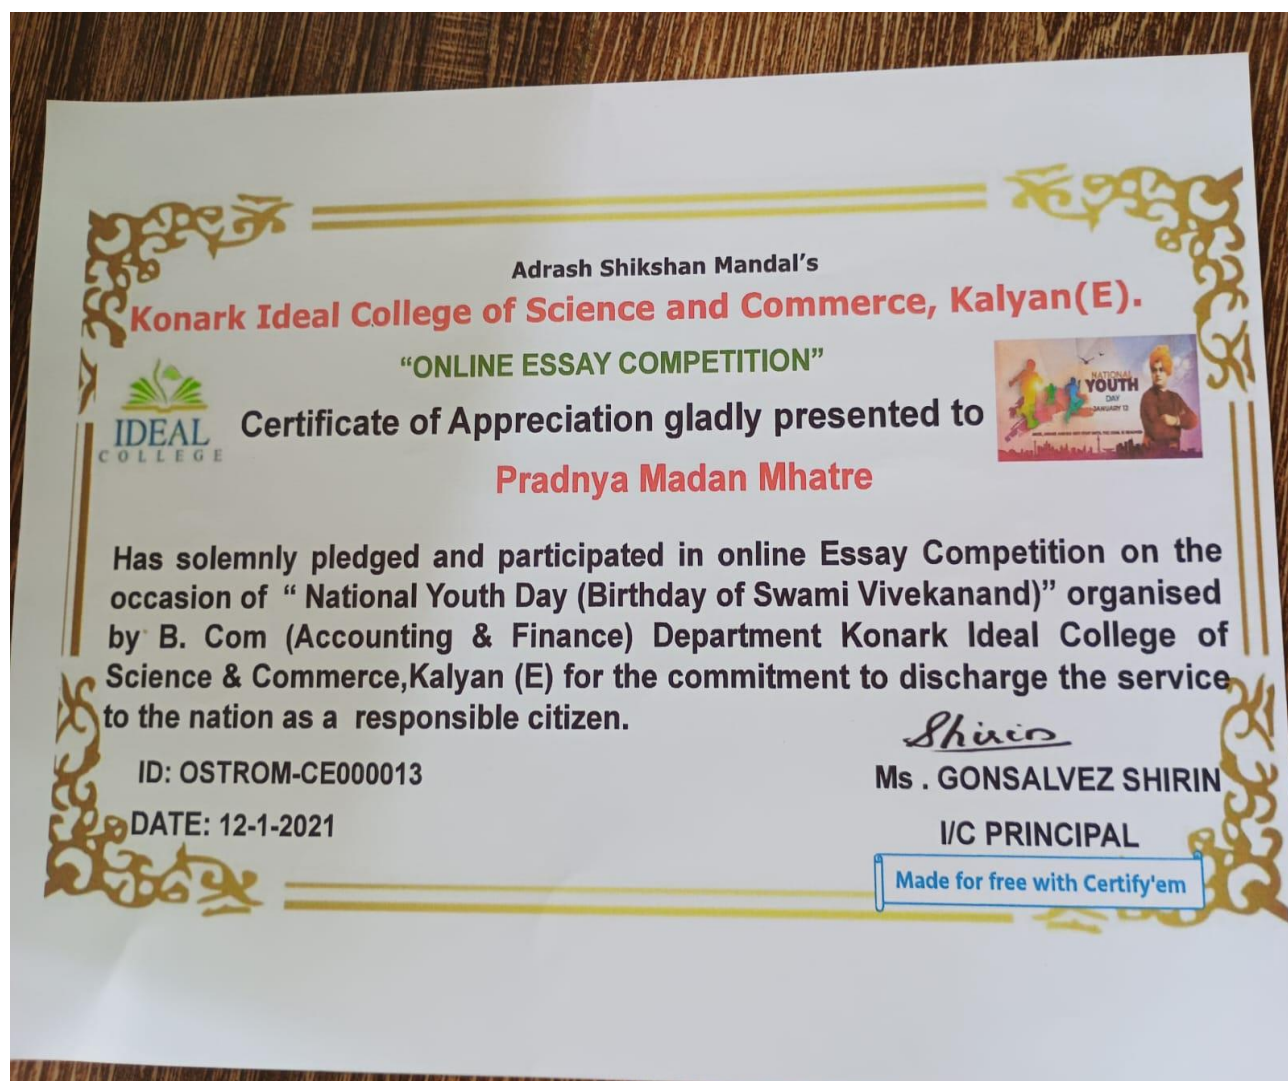 Adrash Shikshan Mandal's
Konark Ideal College of Science and Commerce, Kalyan(E).
“ONLINE ESSAY COMPETITION”
IDEAL
COLLEGE
NATIONAL
YOUTH
DAY
JANUARY 12
Certificate of Appreciation gladly presented to
Pradnya Madan Mhatre
Has solemnly pledged and participated in online Essay Competition on the
occasion of “ National Youth Day (Birthday of Swami Vivekanand)” organised
by B. Com (Accounting & Finance) Department Konark Ideal College of
Science & Commerce,Kalyan (E) for the commitment to discharge the service
to the nation as a responsible citizen.
Shirin
ID: OSTROM-CE000013
Ms . GONSALVEZ SHIRIN
DATE: 12-1-2021
I/C PRINCIPAL
Made for free with Certify'em